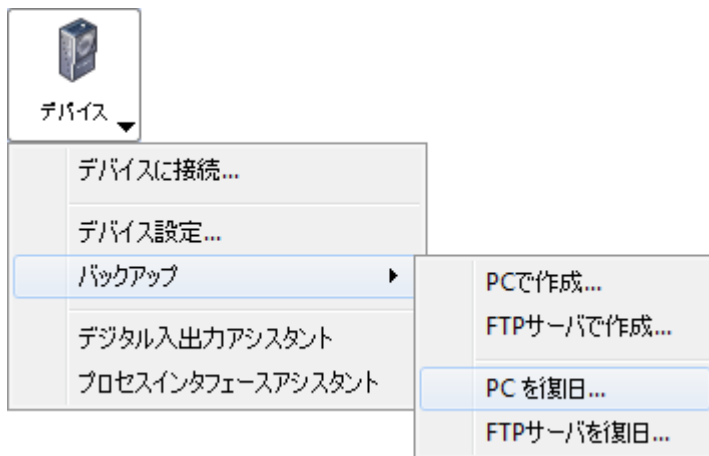 デバイス
デバイスに接続...
デバイス設定...
バックアップ
PCで作成...
FTPサーバで作成...
デジタル入出力アシスタント
プロセスインタフェースアシスタント
PC を復旧...
FTPサーバを復旧...